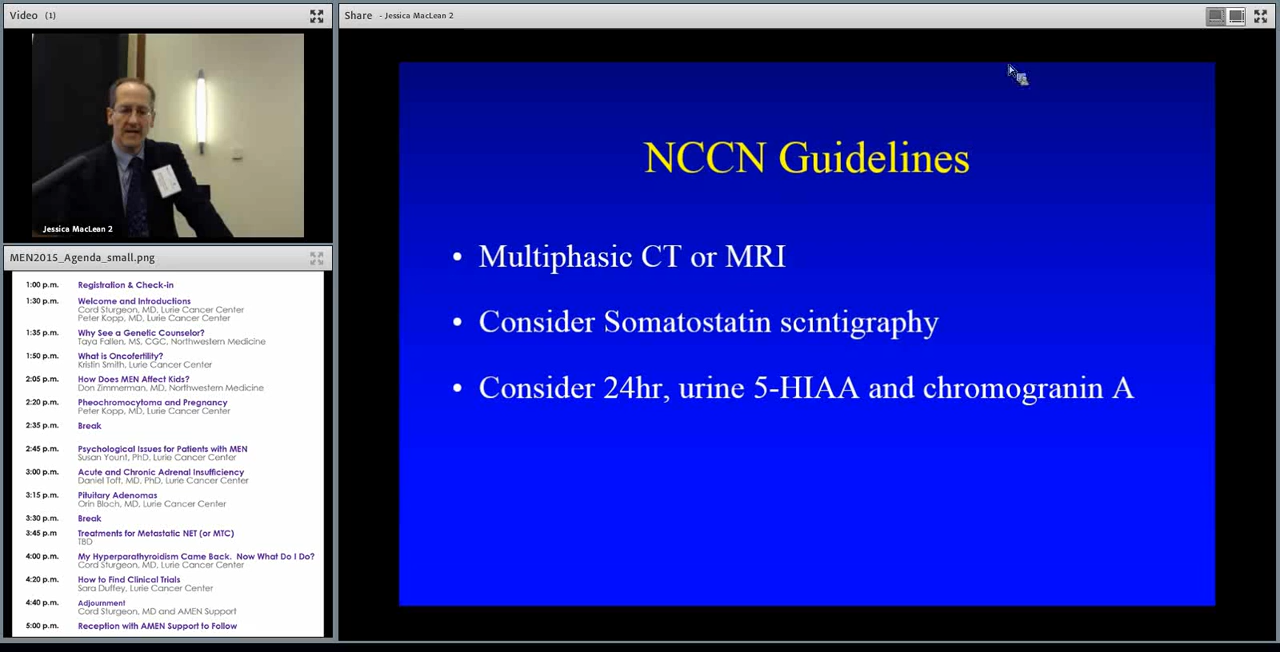 Video (1)
Jessica MacLean 2
MEN2015_Agenda_small.png
1:00 p.m. Registration & Check-in
1:30 p.m. Welcome and Introductions
Cord Sturgeon, MD, Lurie Cancer Center
Peter Kopp, MD, Lurie Cancer Center
1:35 p.m. Why See a Genetic Counselor?
Taya Fallen, MS, CGC, Northwestern Medicine
1:50 p.m. What is Oncofertility?
Kristin Smith, Lurie Cancer Center
2:05 p.m. How Does MEN Affect Kids?
Don Zimmerman, MD, Northwestern Medicine
2:20 p.m. Pheochromocytoma and Pregnancy
Peter Kopp, MD, Lurie Cancer Center
2:35 p.m. Break
2:45 p.m. Psychological Issues for Patients with MEN
Susan Yount, PhD, Lurie Cancer Center
3:00 p.m. Acute and Chronic Adrenal Insufficiency
Daniel Toft, MD, PhD, Lurie Cancer Center
3:15 p.m. Pituitary Adenomas
Orin Bloch, MD, Lurie Cancer Center
3:30 p.m. Break
3:45 p.m Treatments for Metastatic NET (or MTC)
TBD
4:00 p.m. My Hyperparathyroidism Came Back. Now What Do I Do?
Cord Sturgeon, MD, Lurie Cancer Center
4:20 p.m. How to Find Clinical Trials
Sara Duffey, Lurie Cancer Center
4:40 p.m. Adjournment
Cord Sturgeon, MD and AMEN Support
5:00 p.m. Reception with AMEN Support to Follow
Share - Jessica MacLean 2
NCCN Guidelines
• Multiphasic CT or MRI
• Consider Somatostatin scintigraphy
• Consider 24hr, urine 5-HIAA and chromogranin A